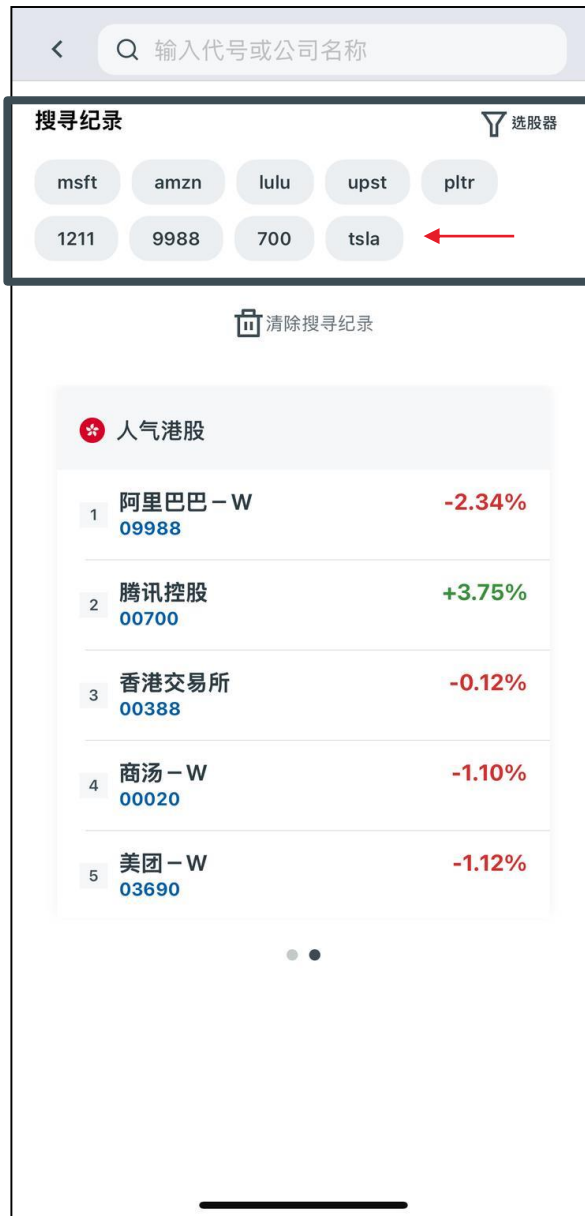 输入代号或公司名称
搜寻纪录 選股器
msft amzn lulu upst pltr
1211 9988 700 tsla
清除搜寻纪录
人气港股
1 阿里巴巴－W -2.34%
09988
2 腾讯控股 +3.75%
00700
3 香港交易所 -0.12%
00388
4 商汤－W -1.10%
00020
5 美团－W -1.12%
03690